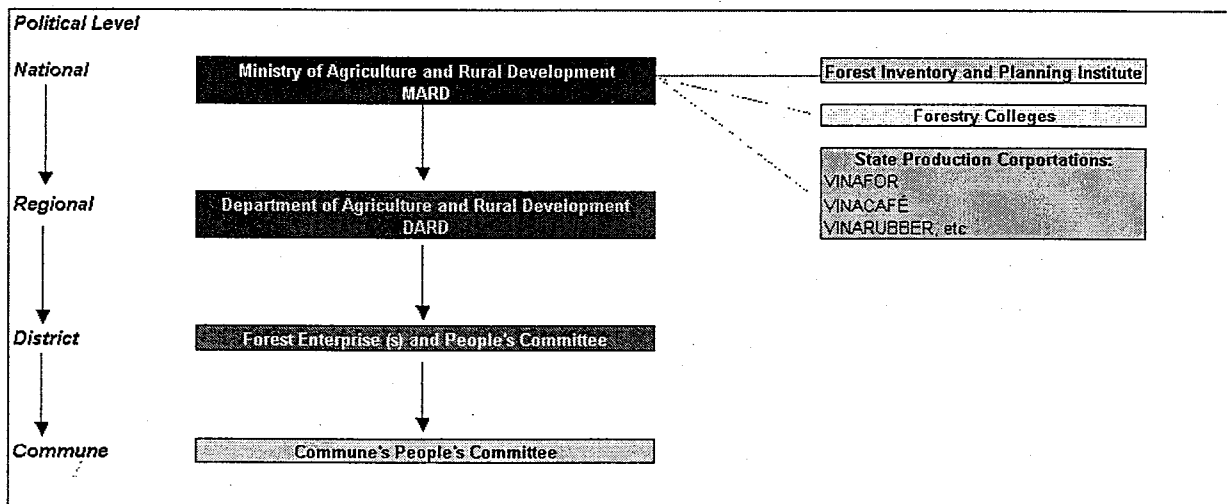 Political Level
National
Ministry of Agriculture and Rural Development
MARD
Forest Inventory and Planning Institute
Forestry Colleges
State Production Corportations:
VINAFOR
VINACAFÉ
VINARUBBER, etc
Regional
Department of Agriculture and Rural Development
DARD
District
Forest Enterprise (s) and People's Committee
Commune
Commune's People's Committee